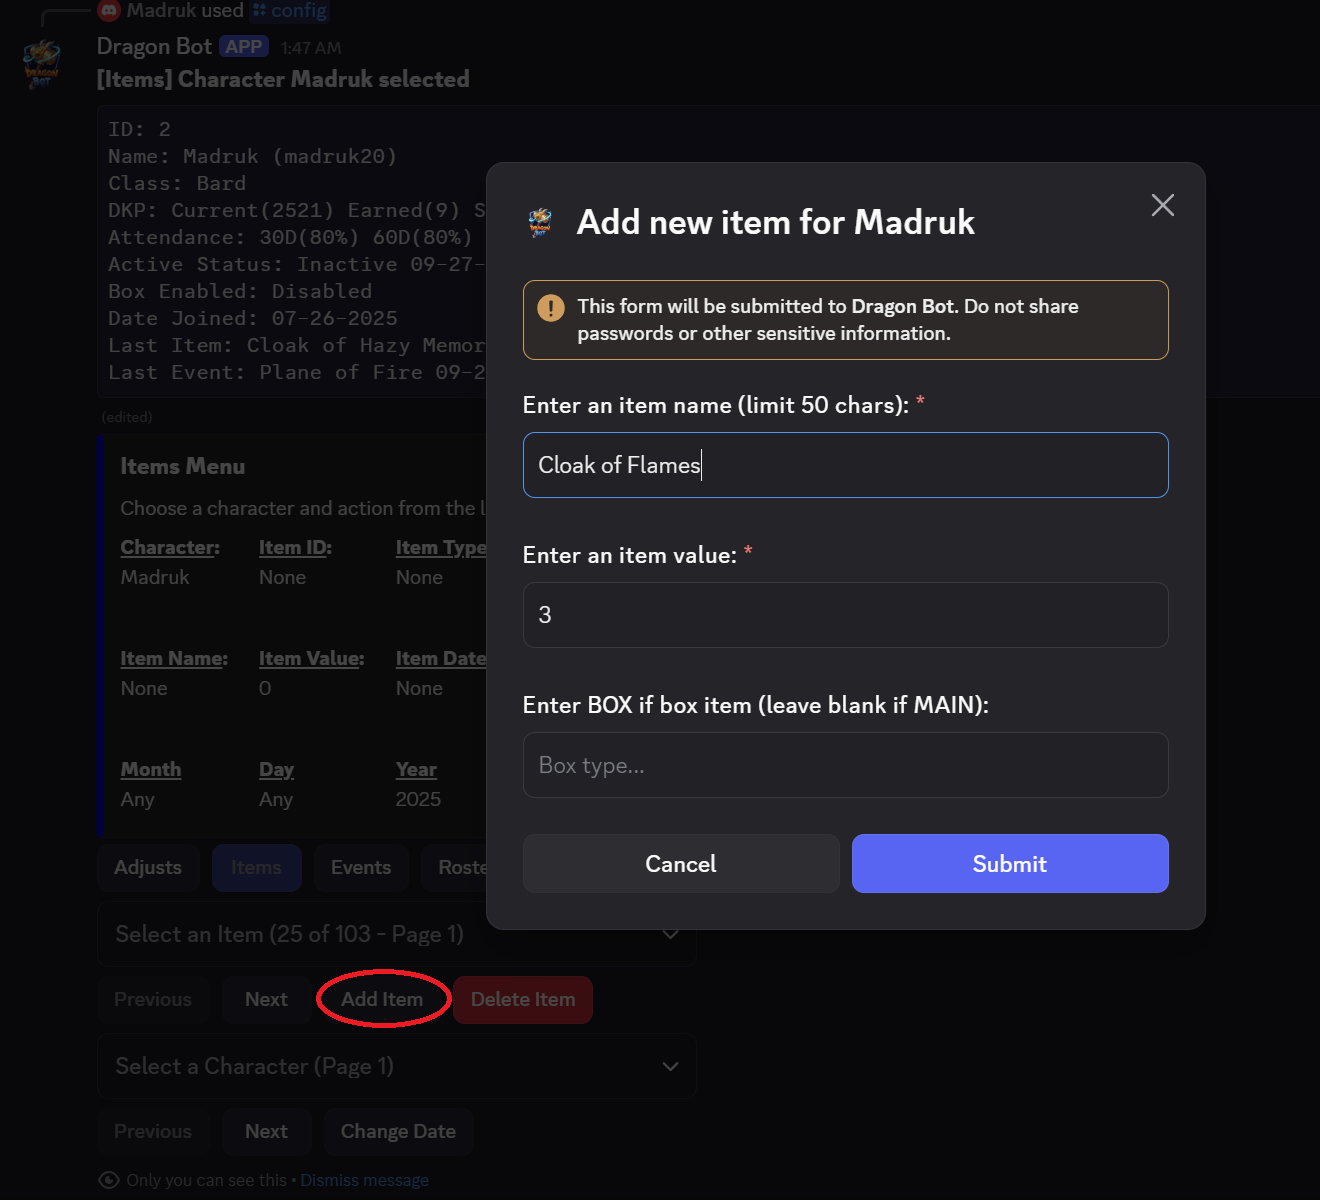 Madruk used config
Dragon Bot APP 1:47 AM
[Items] Character Madruk selected
ID: 2
Name: Madruk (madruk20)
Class: Bard
DKP: Current(2521) Earned(9) S
Attendance: 30D(80%) 60D(80%)
Active Status: Inactive 09-27-
Box Enabled: Disabled
Date Joined: 07-26-2025
Last Item: Cloak of Hazy Memor
Last Event: Plane of Fire 09-2
(edited)
Items Menu
Choose a character and action from the l
Character: Item ID: Item Type
Madruk None None
Item Name: Item Value: Item Date
None 0 None
Month Day Year
Any Any 2025
Adjusts Items Events Roste
Select an Item (25 of 103 - Page 1)
Previous Next Add Item Delete Item
Select a Character (Page 1)
Previous Next Change Date
Only you can see this • Dismiss message
DRAGON BOT
Add new item for Madruk
This form will be submitted to Dragon Bot. Do not share
passwords or other sensitive information.
Enter an item name (limit 50 chars): *
Cloak of Flames
Enter an item value: *
3
Enter BOX if box item (leave blank if MAIN):
Box type...
Cancel Submit